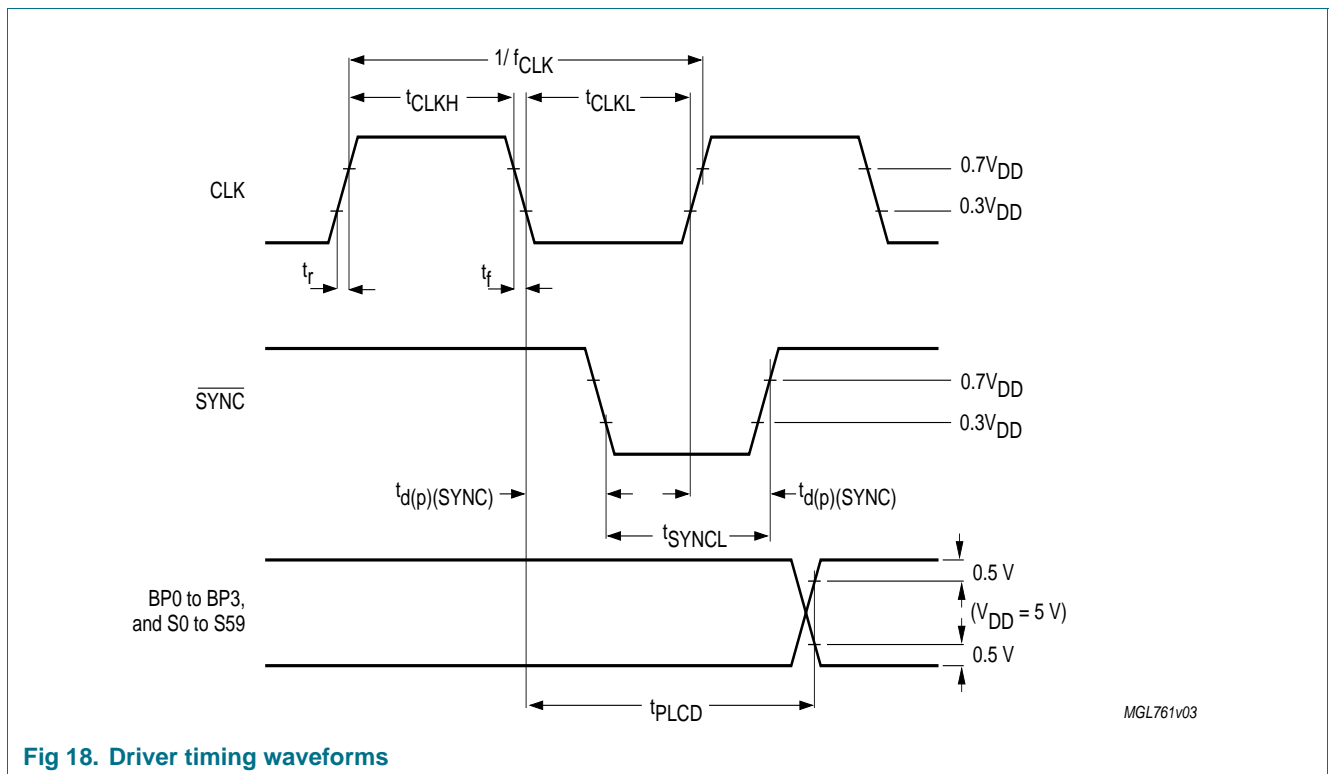 1/ fCLK
tCLKH
tCLKL
CLK
0.7VDD
0.3VDD
tr
tf
SYNC
0.7VDD
0.3VDD
td(p)(SYNC)
td(p)(SYNC)
tSYNCL
BP0 to BP3,
and S0 to S59
0.5 V
(VDD = 5 V)
0.5 V
tPLCD
MGL761v03
Fig 18. Driver timing waveforms